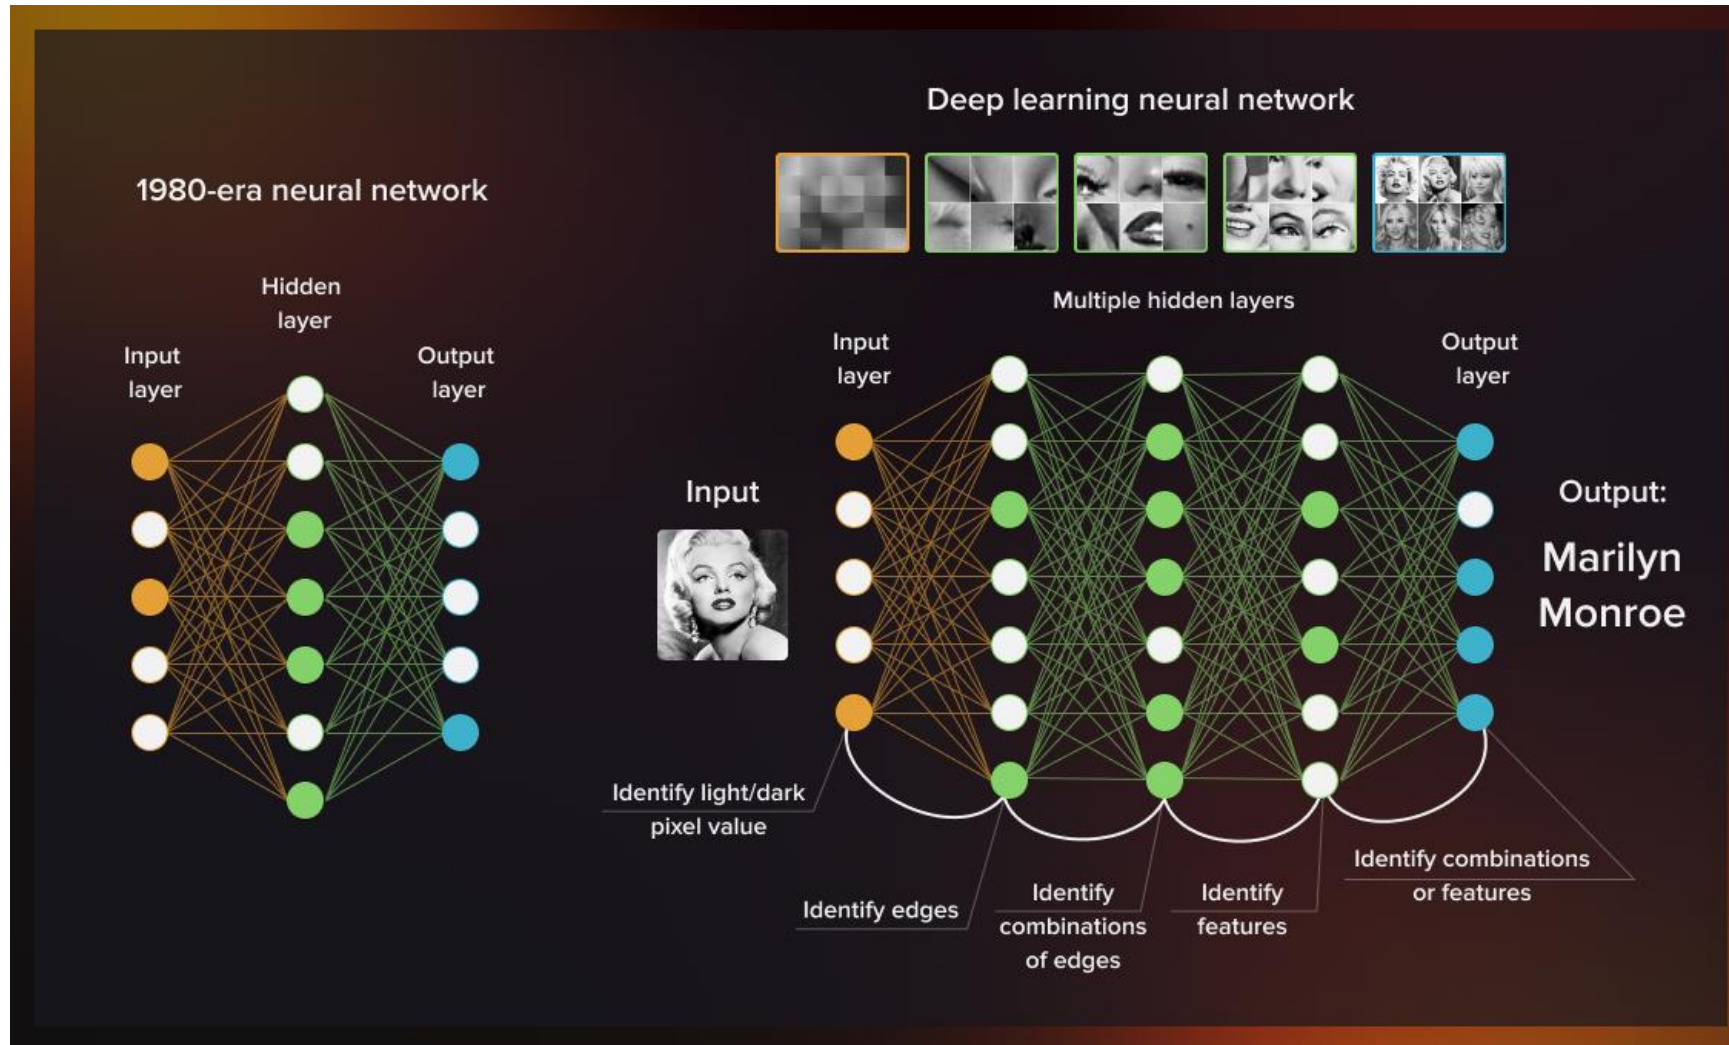 1980-era neural network
Hidden
layer
Input
layer
Output
layer
Deep learning neural network
Multiple hidden layers
Input
layer
Output
layer
Input
Output:
Marilyn
Monroe
Identify light/dark
pixel value
Identify edges
Identify
combinations
of edges
Identify
features
Identify combinations
or features